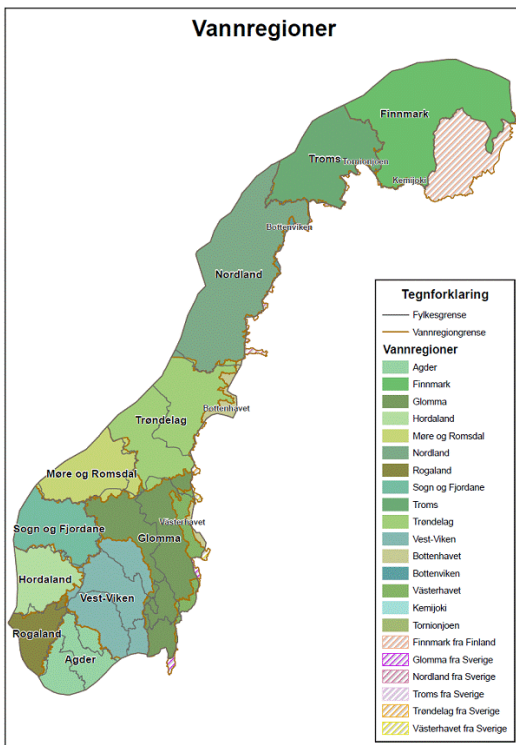 Vannregioner
Finnmark
Troms
Tornionjoen
Kemijoki
Bottenviken
Nordland
Bottenhavet
Trøndelag
Møre og Romsdal
Västerhavet
Sogn og Fjordane
Glomma
Hordaland
Vest-Viken
Rogaland
Agder
Tegnforklaring
Fylkesgrense
Vannregiongrense
Vannregioner
Agder
Finnmark
Glomma
Hordaland
Møre og Romsdal
Nordland
Rogaland
Sogn og Fjordane
Troms
Trøndelag
Vest-Viken
Bottenhavet
Bottenviken
Västerhavet
Kemijoki
Tornionjoen
Finnmark fra Finland
Glomma fra Sverige
Nordland fra Sverige
Troms fra Sverige
Trøndelag fra Sverige
Västerhavet fra Sverige